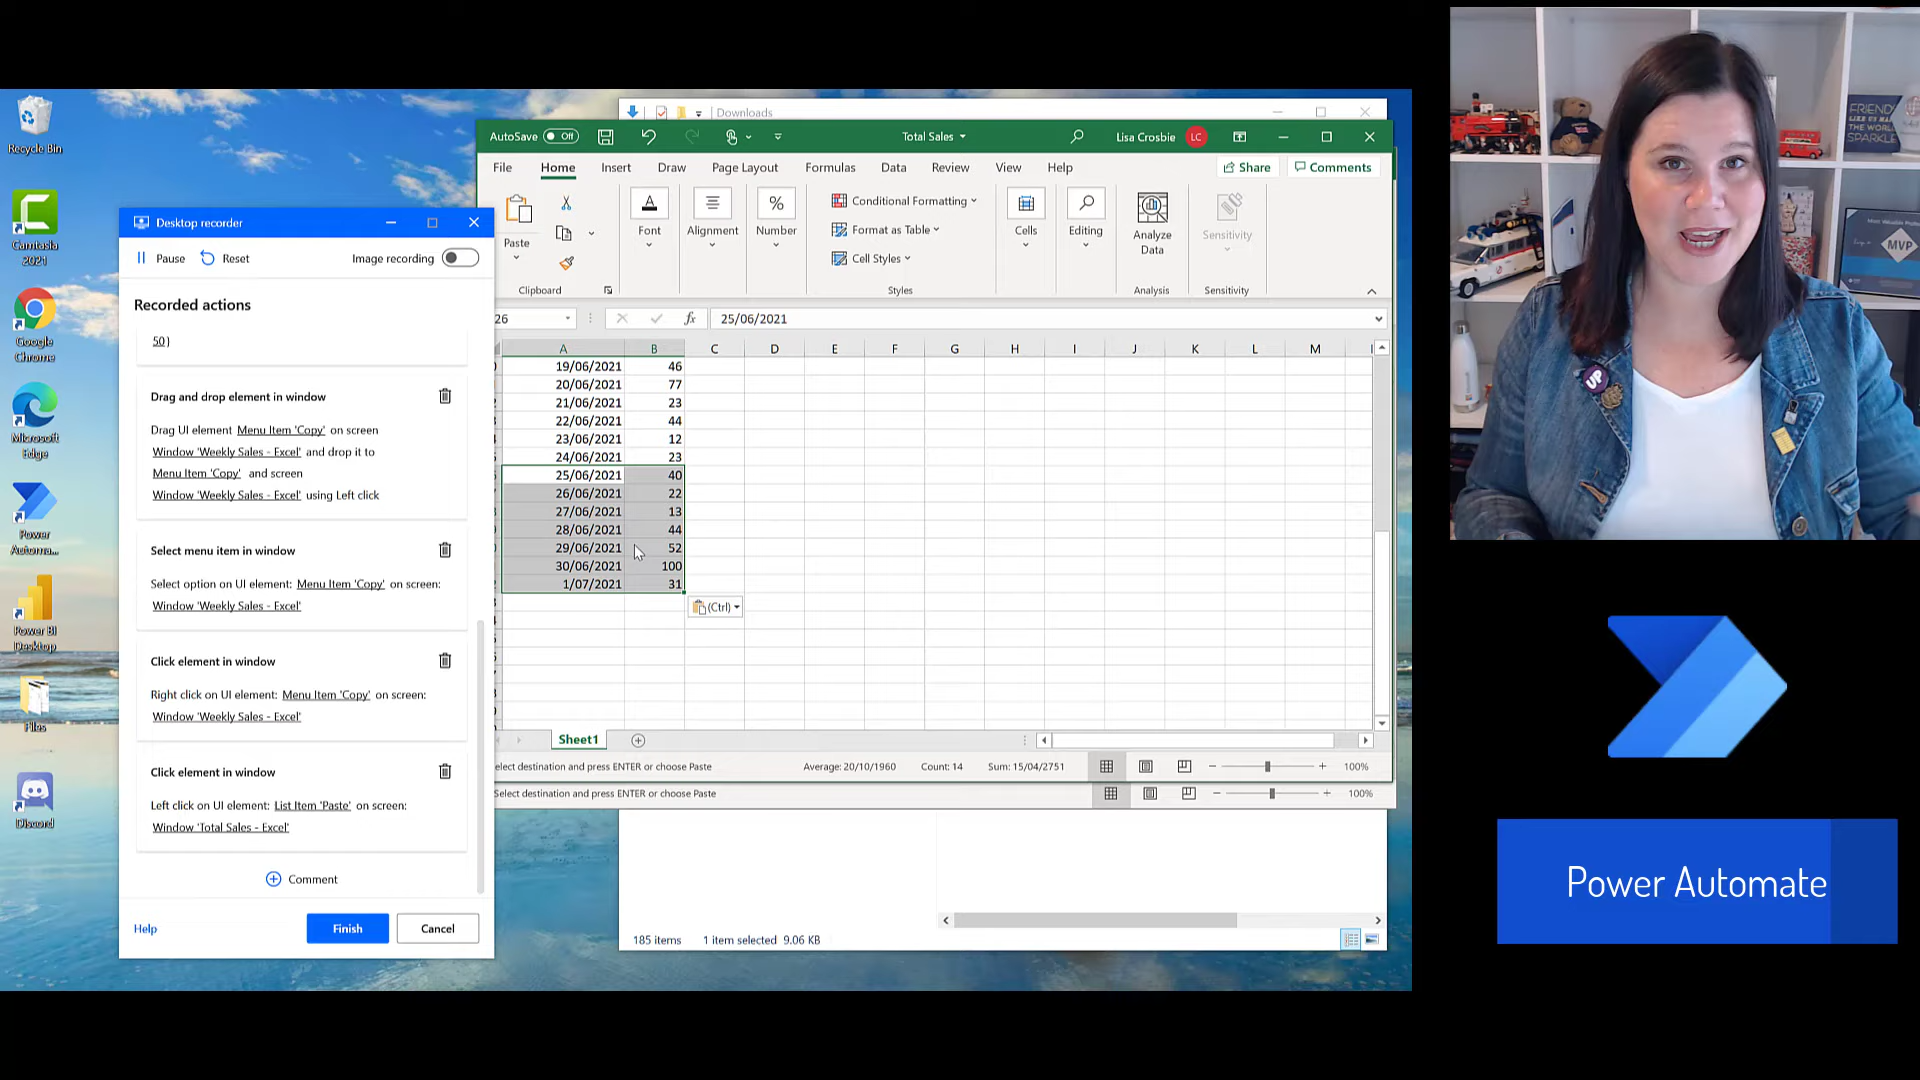 Recycle Bin
Camtasia 2021
Google Chrome
Microsoft Edge
Power Automa...
Power BI Desktop
Files
Discord
Desktop recorder
Pause
Reset
Image recording
Recorded actions
50 )
Drag and drop element in window
Drag UI element Menu Item 'Copy' on screen
Window 'Weekly Sales - Excel' and drop it to
Menu Item 'Copy' and screen
Window 'Weekly Sales - Excel' using Left click
Select menu item in window
Select option on UI element: Menu Item 'Copy' on screen:
Window 'Weekly Sales - Excel'
Click element in window
Right click on UI element: Menu Item 'Copy' on screen:
Window 'Weekly Sales - Excel'
Click element in window
Left click on UI element: List Item 'Paste' on screen:
Window 'Total Sales - Excel'
Comment
Help
Finish
Cancel
Downloads
AutoSave Off
Total Sales
Lisa Crosbie LC
File Home Insert Draw Page Layout Formulas Data Review View Help
Share
Comments
Paste
Clipboard
Font
Alignment
Number
Conditional Formatting
Format as Table
Cell Styles
Styles
Cells
Editing
Analyze Data
Analysis
Sensitivity
Sensitivity
26
fx
25/06/2021
A B C D E F G H I J K L M
19/06/2021 46
20/06/2021 77
21/06/2021 23
22/06/2021 44
23/06/2021 12
24/06/2021 23
25/06/2021 40
26/06/2021 22
27/06/2021 13
28/06/2021 44
29/06/2021 52
30/06/2021 100
1/07/2021 31
(Ctrl)
Sheet1
elect destination and press ENTER or choose Paste
Average: 20/10/1960
Count: 14
Sum: 15/04/2751
100%
Select destination and press ENTER or choose Paste
100%
185 items
1 item selected 9.06 KB
FRIENDS
THE WORLD
SPARKLE
MVP
UP
Power Automate